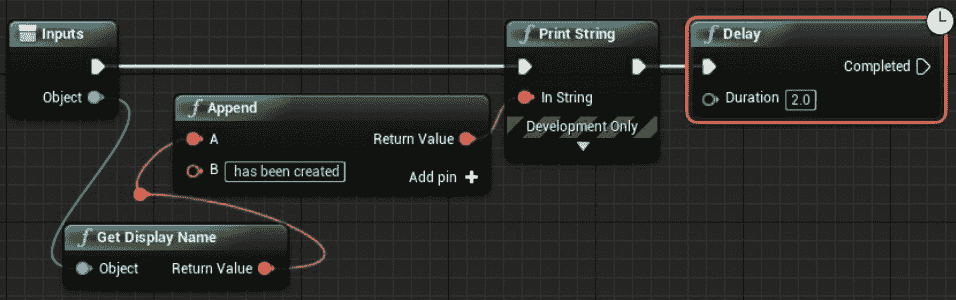 Inputs
Object
f Append
A
Return Value
B has been created
Add pin +
f Get Display Name
Object Return Value
f Print String
In String
Development Only
f Delay
Completed
Duration 2.0